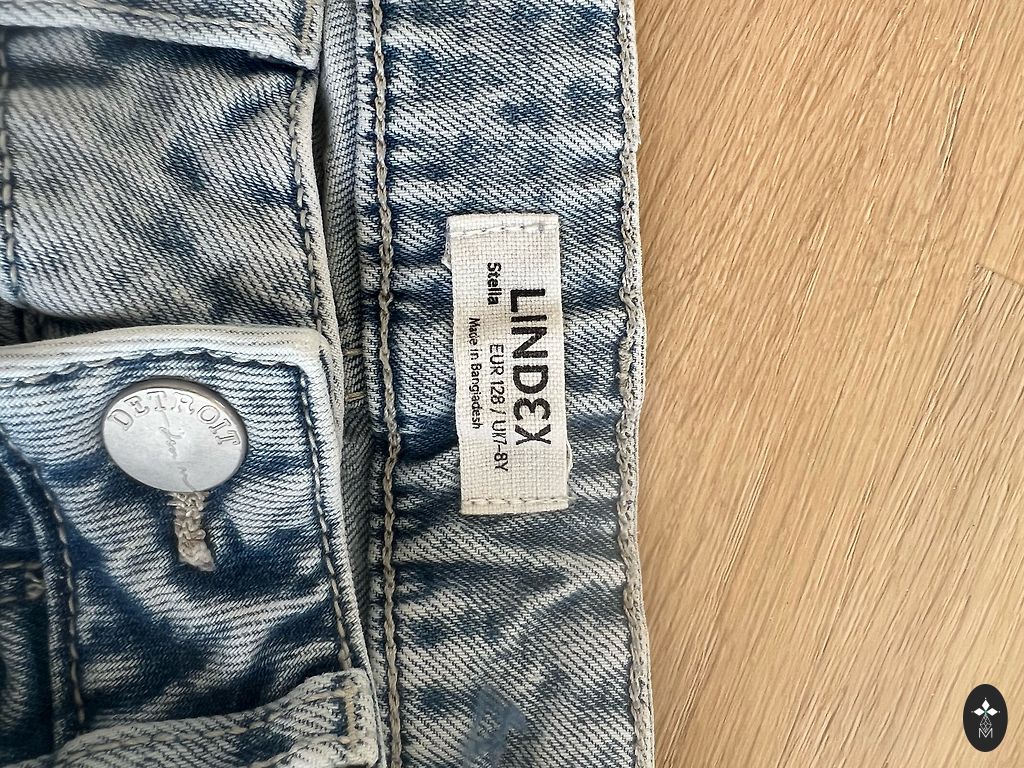 LINDEX
Stella EUR 128 / UK7-8Y
Made in Bangladesh
DETROIT
M